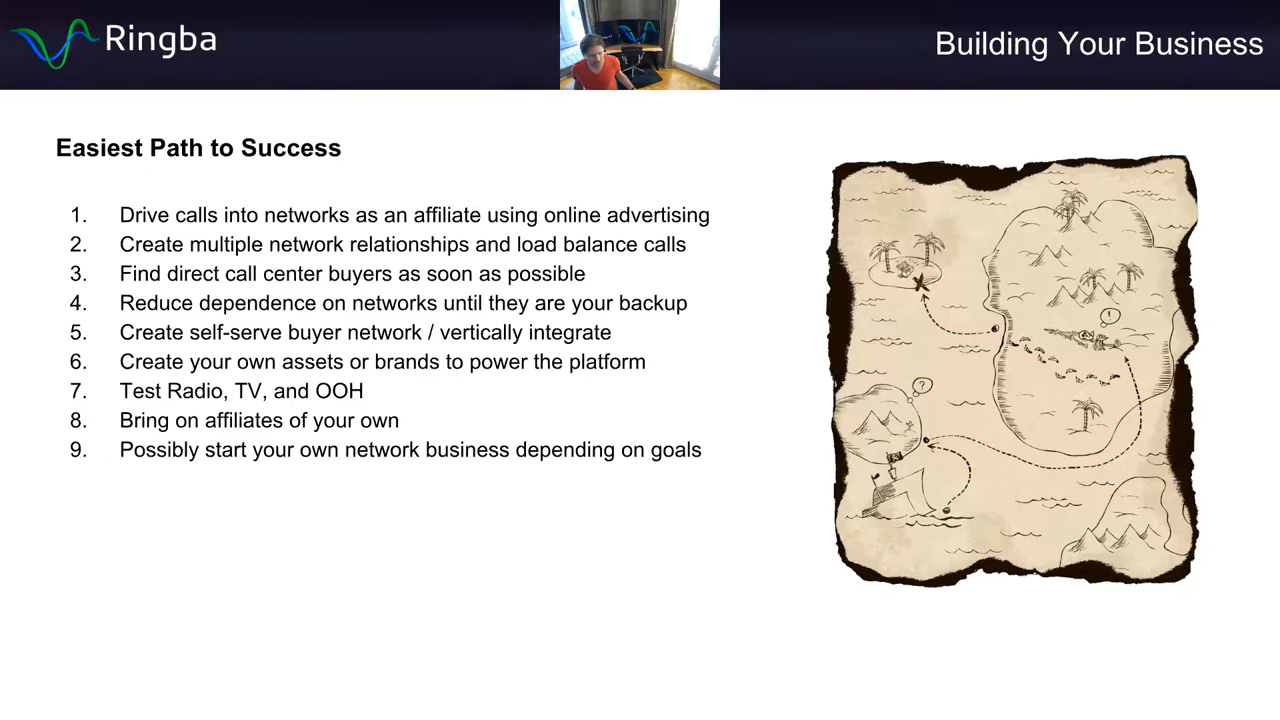 Ringba
Building Your Business
Easiest Path to Success
1. Drive calls into networks as an affiliate using online advertising
2. Create multiple network relationships and load balance calls
3. Find direct call center buyers as soon as possible
4. Reduce dependence on networks until they are your backup
5. Create self-serve buyer network / vertically integrate
6. Create your own assets or brands to power the platform
7. Test Radio, TV, and OOH
8. Bring on affiliates of your own
9. Possibly start your own network business depending on goals
!
?